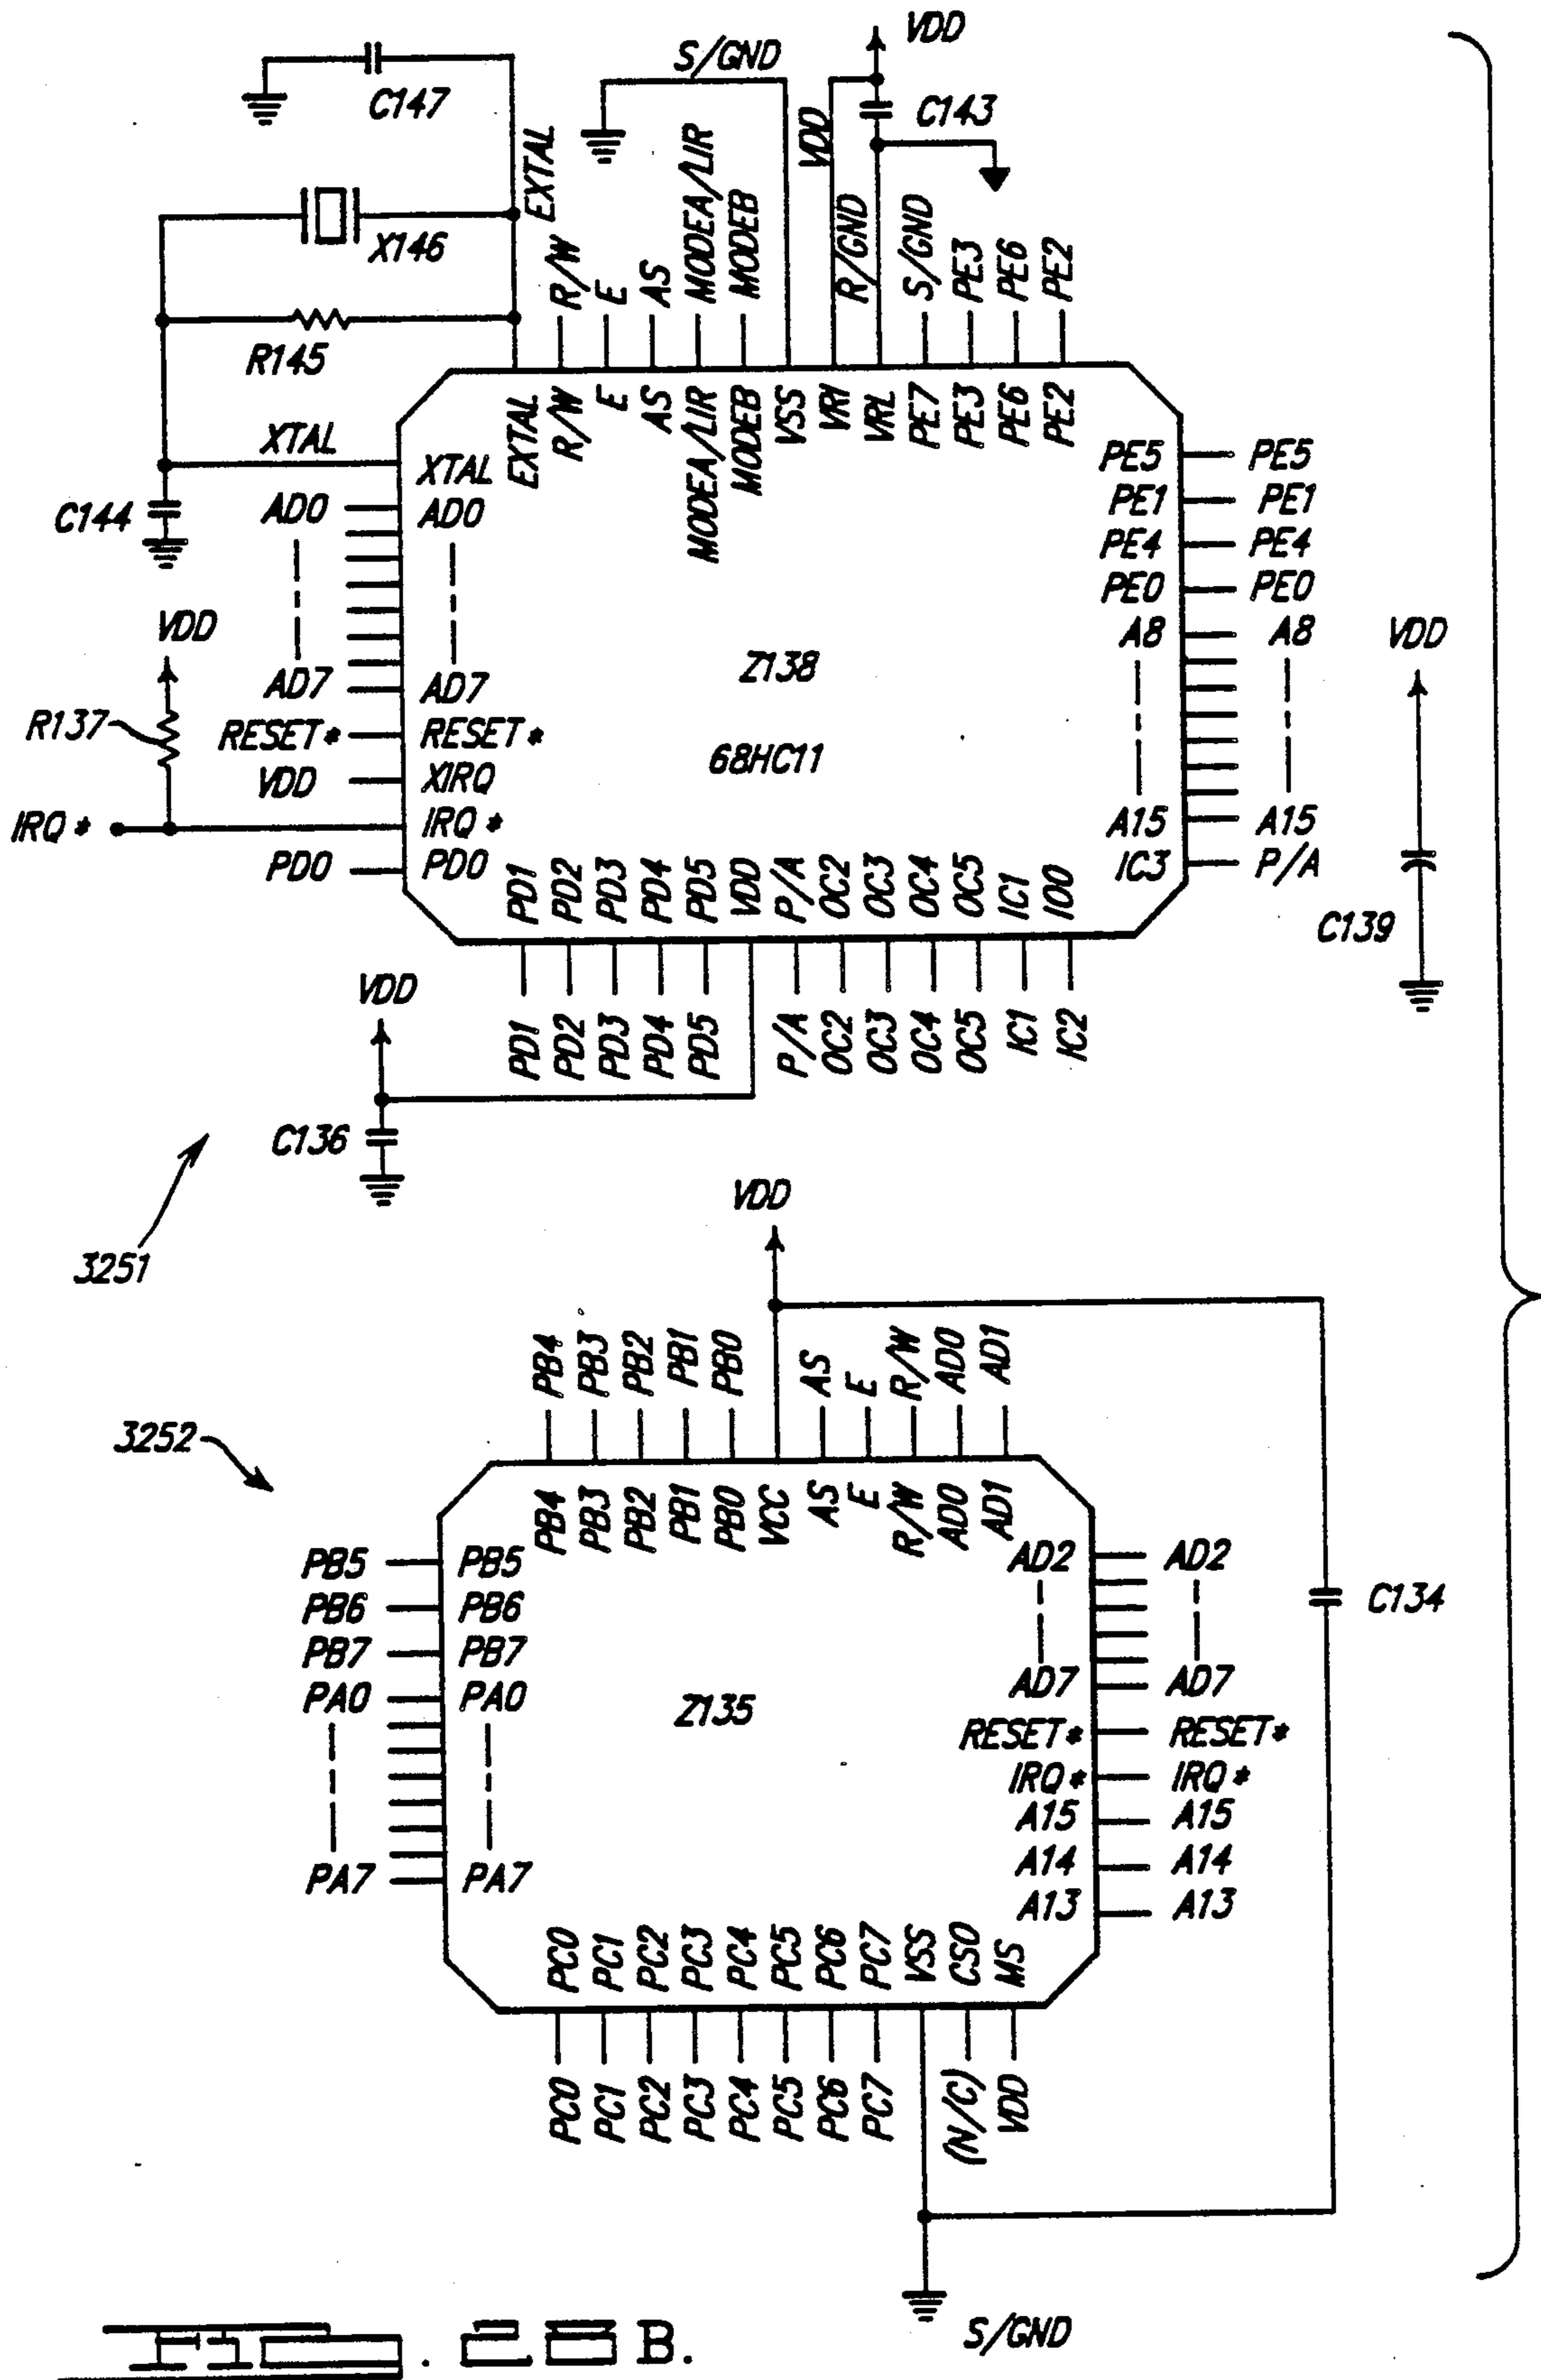 VDD
S/GND
C147
C143
VDD
EXTAL
R/W
E
AS
MODEA/LIR
MODEB
R/GND
S/GND
PE3
PE6
PE2
X146
R145
EXTAL
R/W
E
AS
MODEA/LIR
MODEB
VSS
VRI
VRL
PE7
PE3
PE6
PE2
XTAL
XTAL
C144
AD0
AD0
AD7
AD7
VDD
R137
RESET*
RESET*
VDD
XIRQ
IRQ*
IRQ*
PD0
PD0
Z138
68HC11
PE5
PE5
PE1
PE1
PE4
PE4
PE0
PE0
A8
A8
A15
A15
IC3
P/A
VDD
C139
PD1
PD2
PD3
PD4
PD5
VDD
P/A
OC2
OC3
OC4
OC5
IC1
IO0
PD1
PD2
PD3
PD4
PD5
P/A
OC2
OC3
OC4
OC5
IC1
IC2
VDD
C136
3251
VDD
PB4
PB3
PB2
PB1
PB0
AS
E
R/W
AD0
AD1
3252
PB4
PB3
PB2
PB1
PB0
VCC
AS
E
R/W
AD0
AD1
PB5
PB5
PB6
PB6
PB7
PB7
PA0
PA0
PA7
PA7
Z135
AD2
AD2
AD7
AD7
RESET*
RESET*
IRQ*
IRQ*
A15
A15
A14
A14
A13
A13
C134
PC0
PC1
PC2
PC3
PC4
PC5
PC6
PC7
VSS
CSO
MS
PC0
PC1
PC2
PC3
PC4
PC5
PC6
PC7
(N/C)
VDD
S/GND
B.